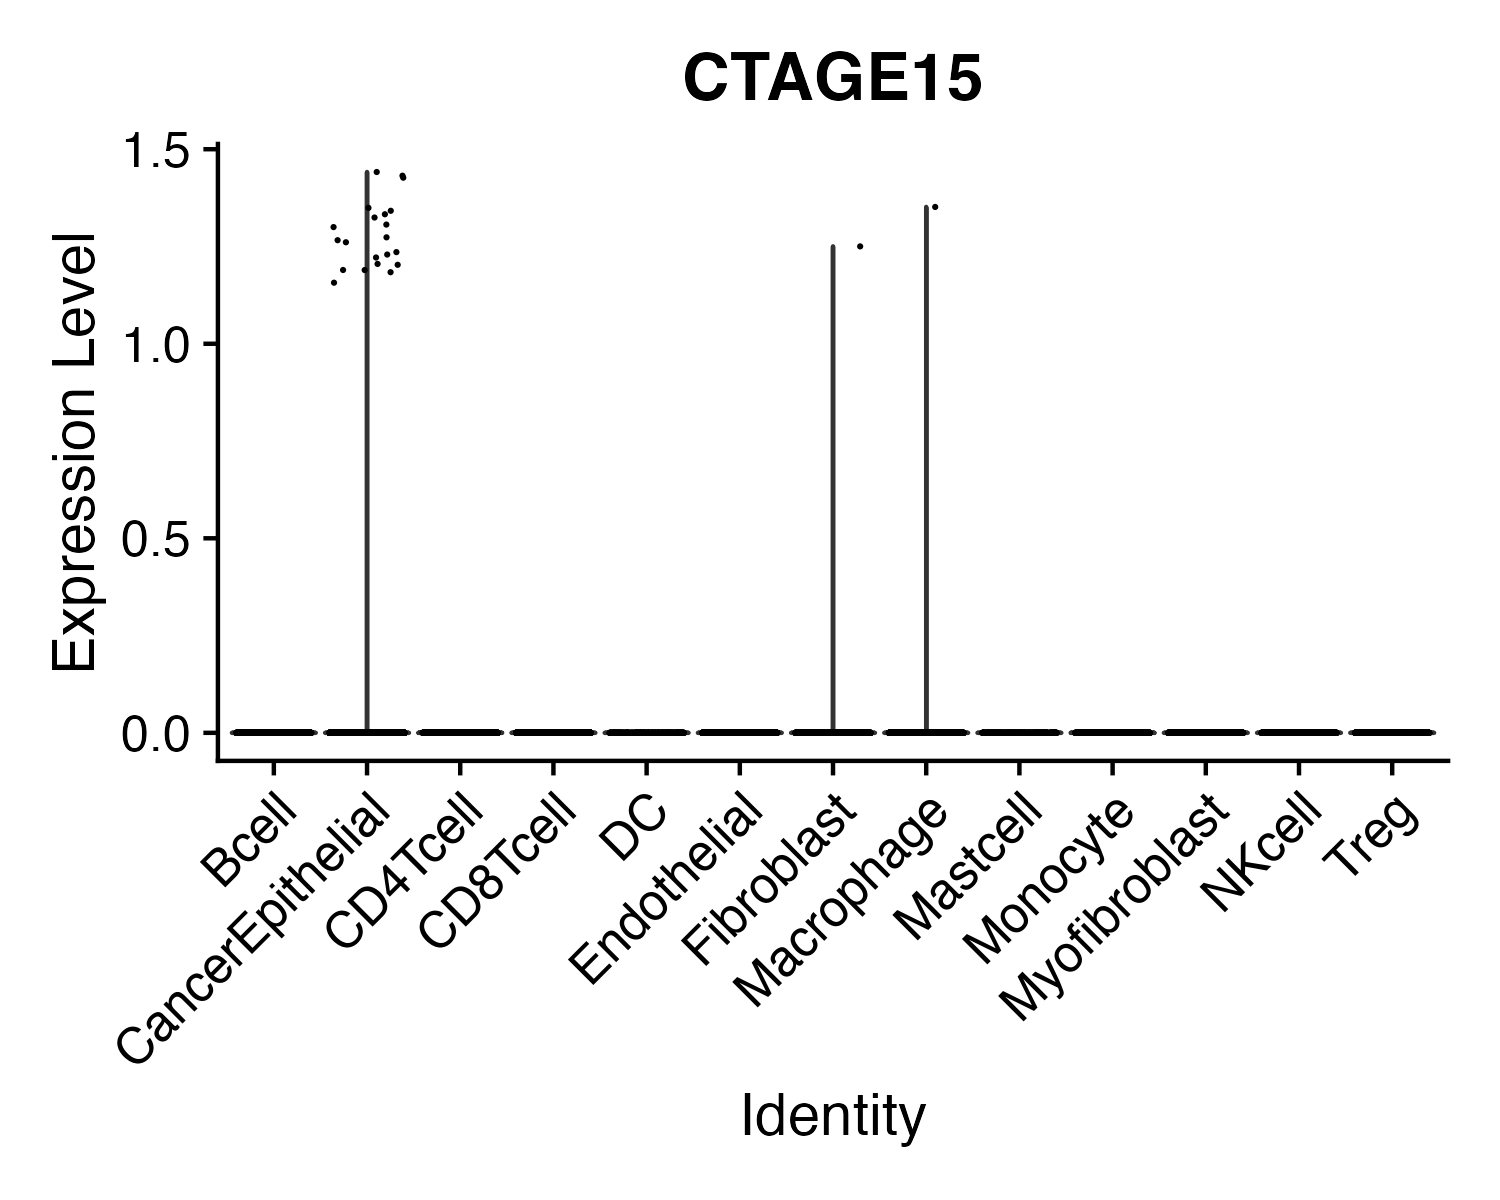 CTAGE15
1.5
1.0
0.5
0.0
Expression Level
Bcell
CancerEpithelial
CD4Tcell
CD8Tcell
DC
Endothelial
Fibroblast
Macrophage
Mastcell
Monocyte
Myofibroblast
NKcell
Treg
Identity